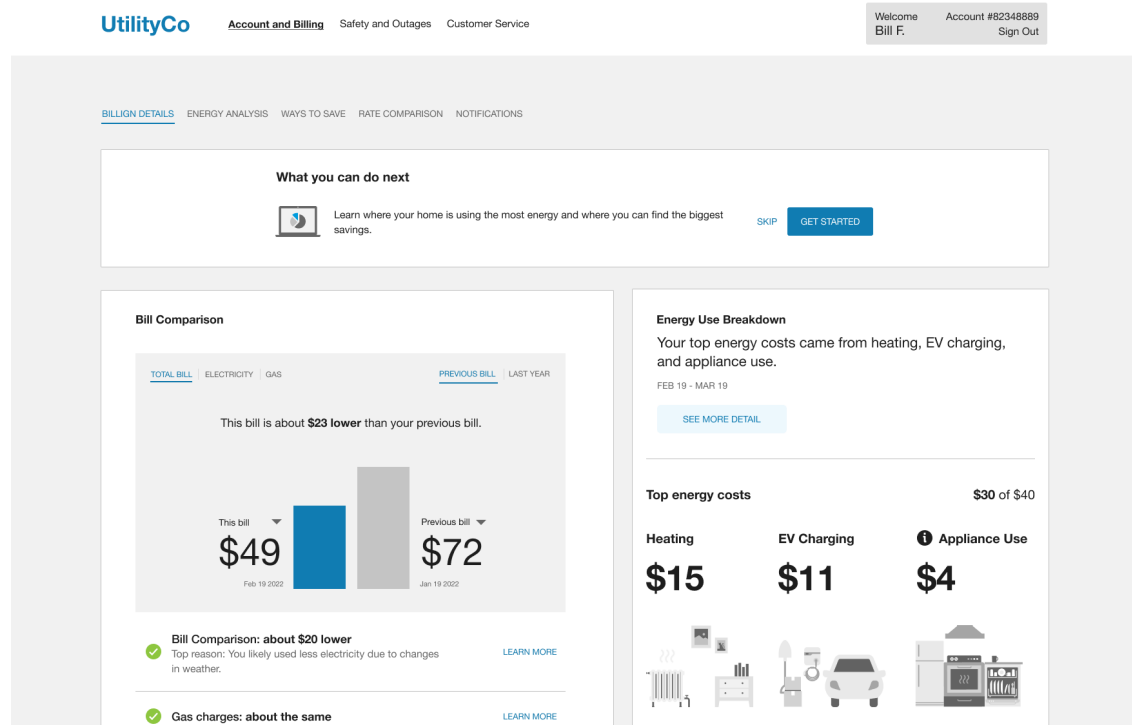 UtilityCo
Account and Billing
Safety and Outages
Customer Service
Welcome
Account #82348889
Bill F.
Sign Out
BILLIGN DETAILS
ENERGY ANALYSIS
WAYS TO SAVE
RATE COMPARISON
NOTIFICATIONS
What you can do next
Learn where your home is using the most energy and where you can find the biggest
savings.
SKIP
GET STARTED
Bill Comparison
TOTAL BILL
ELECTRICITY
GAS
PREVIOUS BILL
LAST YEAR
This bill is about $23 lower than your previous bill.
This bill
$49
Feb 19 2022
Previous bill
$72
Jan 19 2022
Bill Comparison: about $20 lower
Top reason: You likely used less electricity due to changes
in weather.
LEARN MORE
Gas charges: about the same
LEARN MORE
Energy Use Breakdown
Your top energy costs came from heating, EV charging,
and appliance use.
FEB 19 - MAR 19
SEE MORE DETAIL
Top energy costs
$30 of $40
Heating
$15
EV Charging
$11
Appliance Use
$4